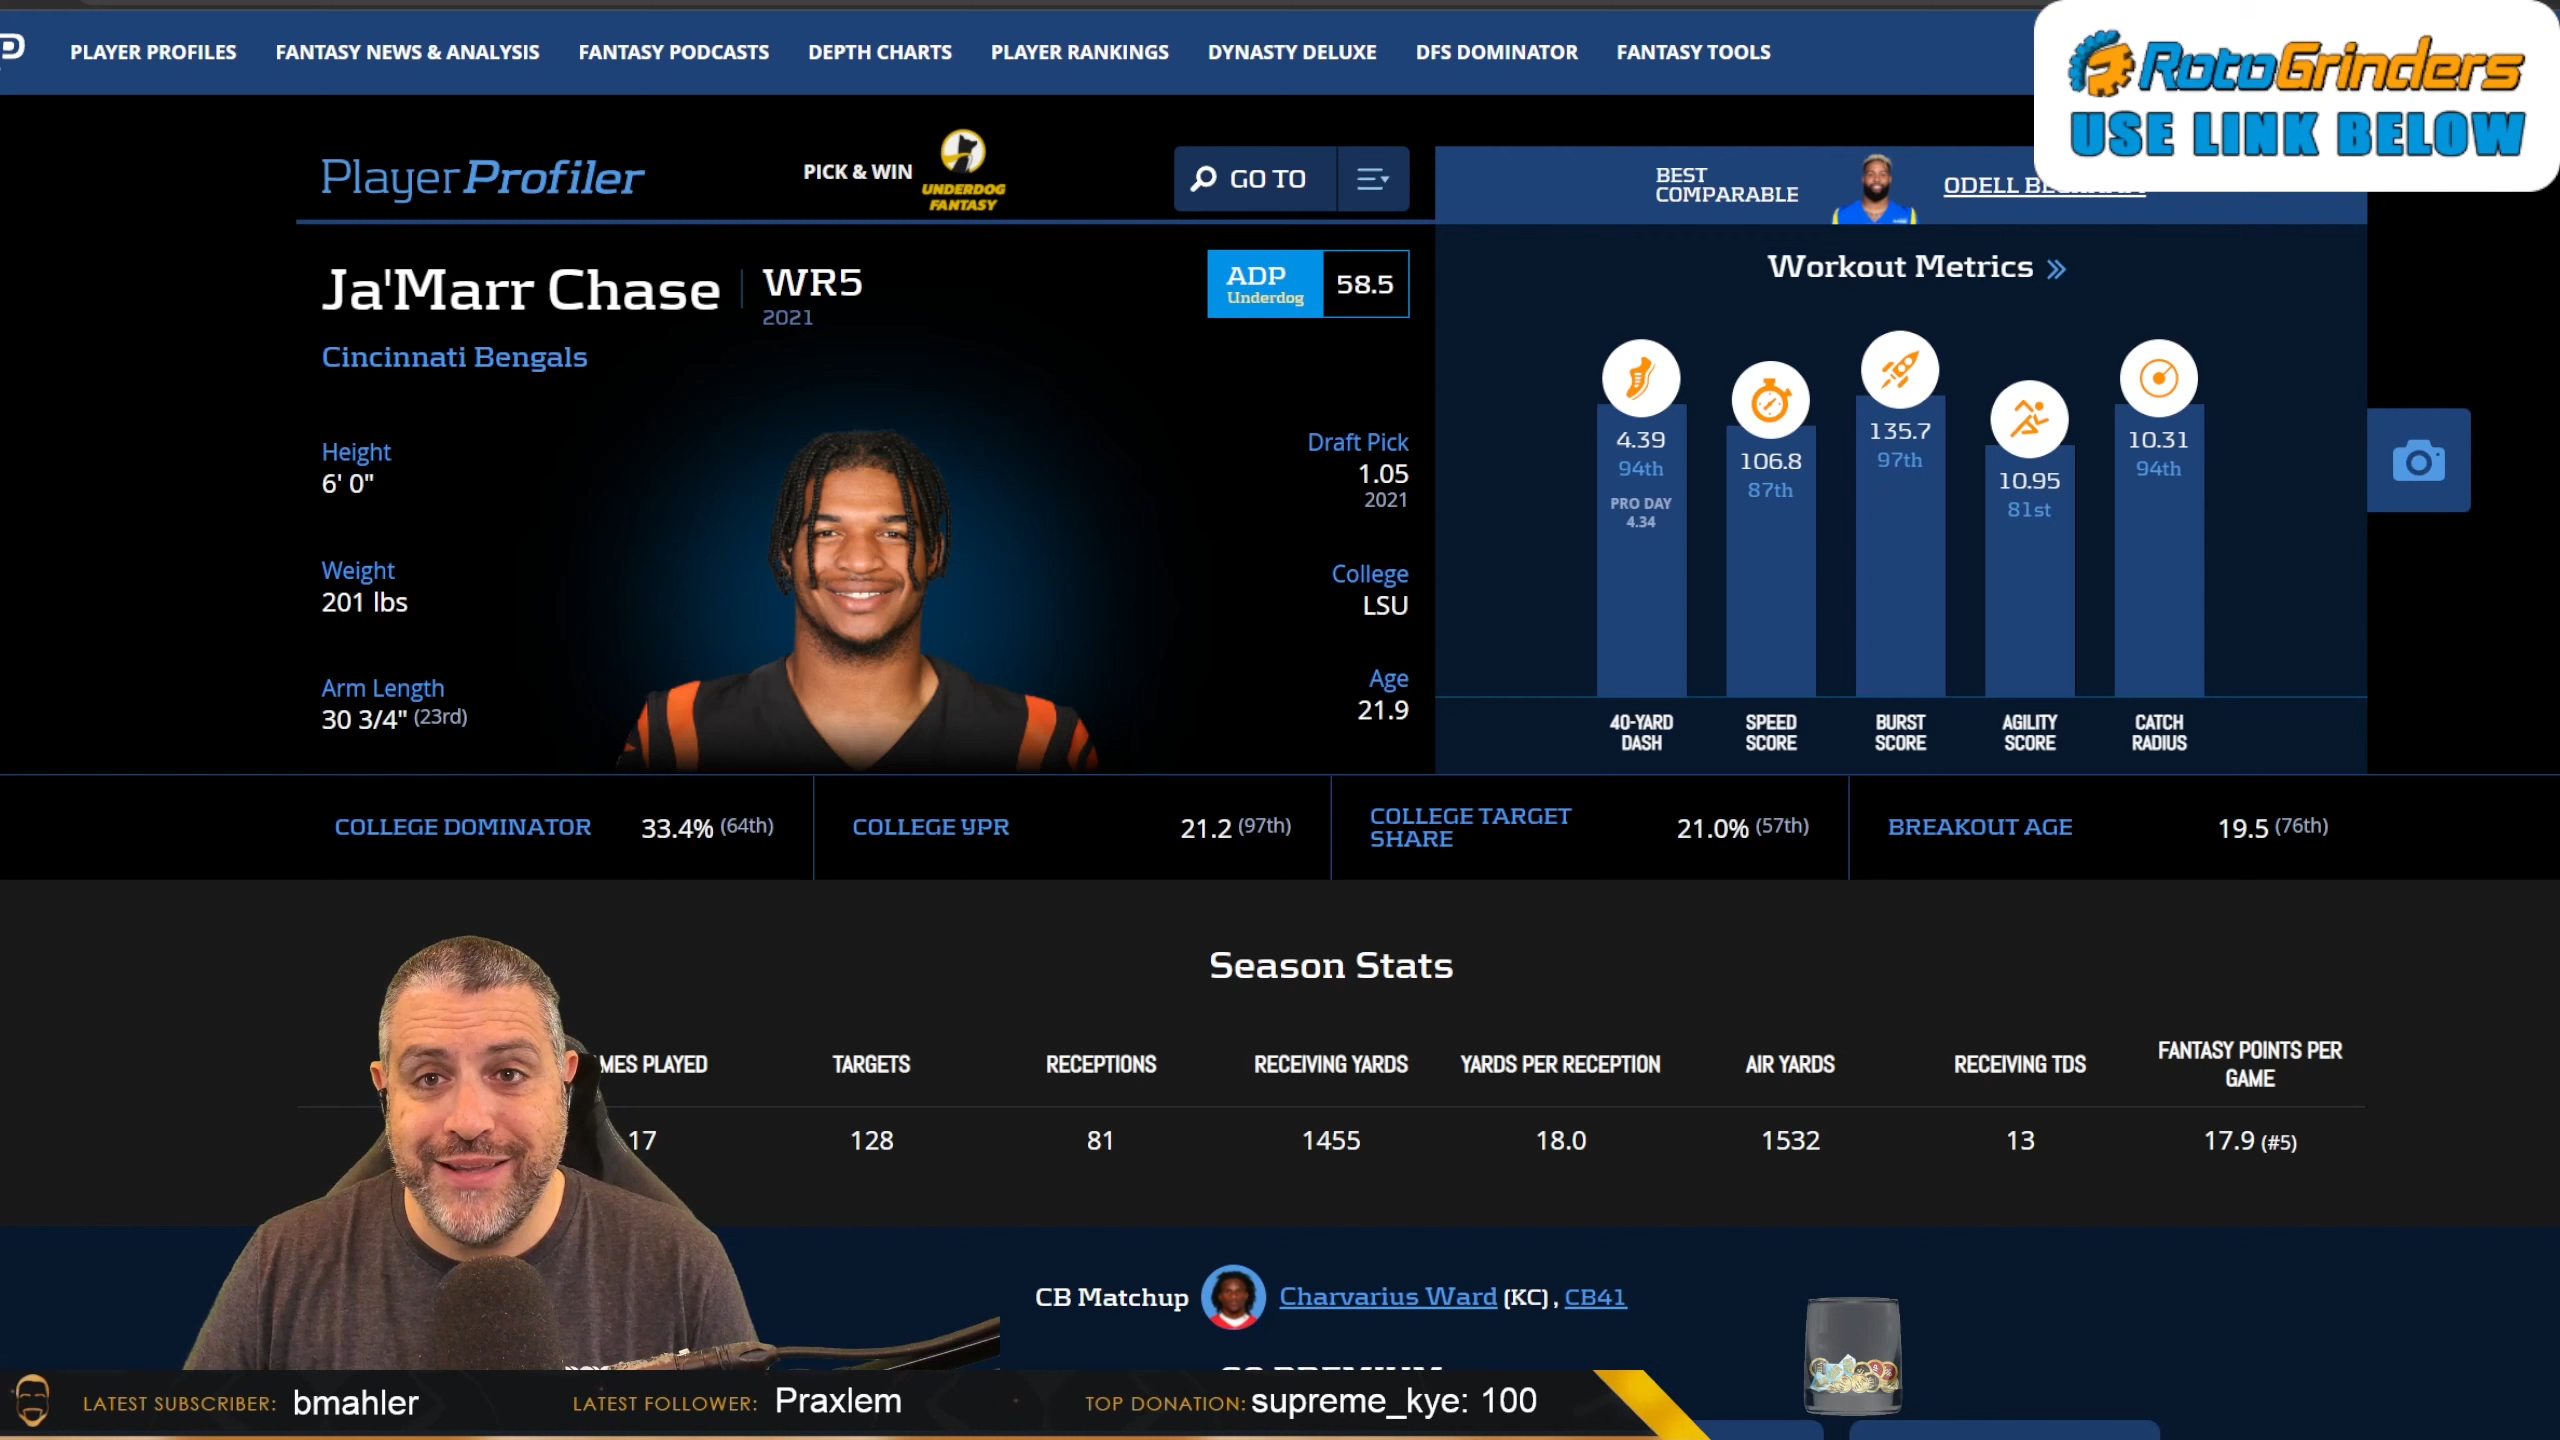 PLAYER PROFILES FANTASY NEWS & ANALYSIS FANTASY PODCASTS DEPTH CHARTS PLAYER RANKINGS DYNASTY DELUXE DFS DOMINATOR FANTASY TOOLS
RotoGrinders
USE LINK BELOW
PlayerProfiler
PICK & WIN
UNDERDOG
FANTASY
GO TO
BEST
COMPARABLE
ODELL
Ja'Marr Chase
WR5
2021
ADP
Underdog
58.5
Cincinnati Bengals
Height
6' 0"
Weight
201 lbs
Arm Length
30 3/4" (23rd)
Draft Pick
1.05
2021
College
LSU
Age
21.9
Workout Metrics
4.39
94th
PRO DAY
4.34
40-YARD
DASH
106.8
87th
SPEED
SCORE
135.7
97th
BURST
SCORE
10.95
81st
AGILITY
SCORE
10.31
94th
CATCH
RADIUS
COLLEGE DOMINATOR 33.4% (64th)
COLLEGE YPR 21.2 (97th)
COLLEGE TARGET
SHARE
21.0% (57th)
BREAKOUT AGE 19.5 (76th)
Season Stats
MES PLAYED TARGETS RECEPTIONS RECEIVING YARDS YARDS PER RECEPTION AIR YARDS RECEIVING TDS FANTASY POINTS PER
GAME
17 128 81 1455 18.0 1532 13 17.9 (#5)
CB Matchup Charvarius Ward (KC), CB41
LATEST SUBSCRIBER: bmahler LATEST FOLLOWER: Praxlem TOP DONATION: supreme_kye: 100